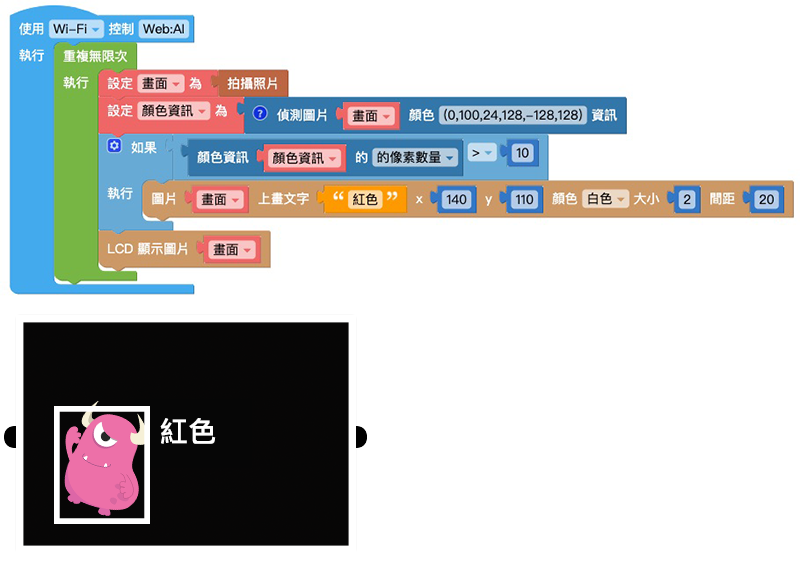 使用 Wi-Fi 控制 Web:AI
執行 重複無限次
執行 設定 畫面 為 拍攝照片
設定 顏色資訊 為 ? 偵測圖片 畫面 顏色 (0,100,24,128,-128,128) 資訊
如果 顏色資訊 顏色資訊 的 的像素數量 > 10
執行 圖片 畫面 上畫文字 “ 紅色 ” x 140 y 110 顏色 白色 大小 2 間距 20
LCD 顯示圖片 畫面
紅色